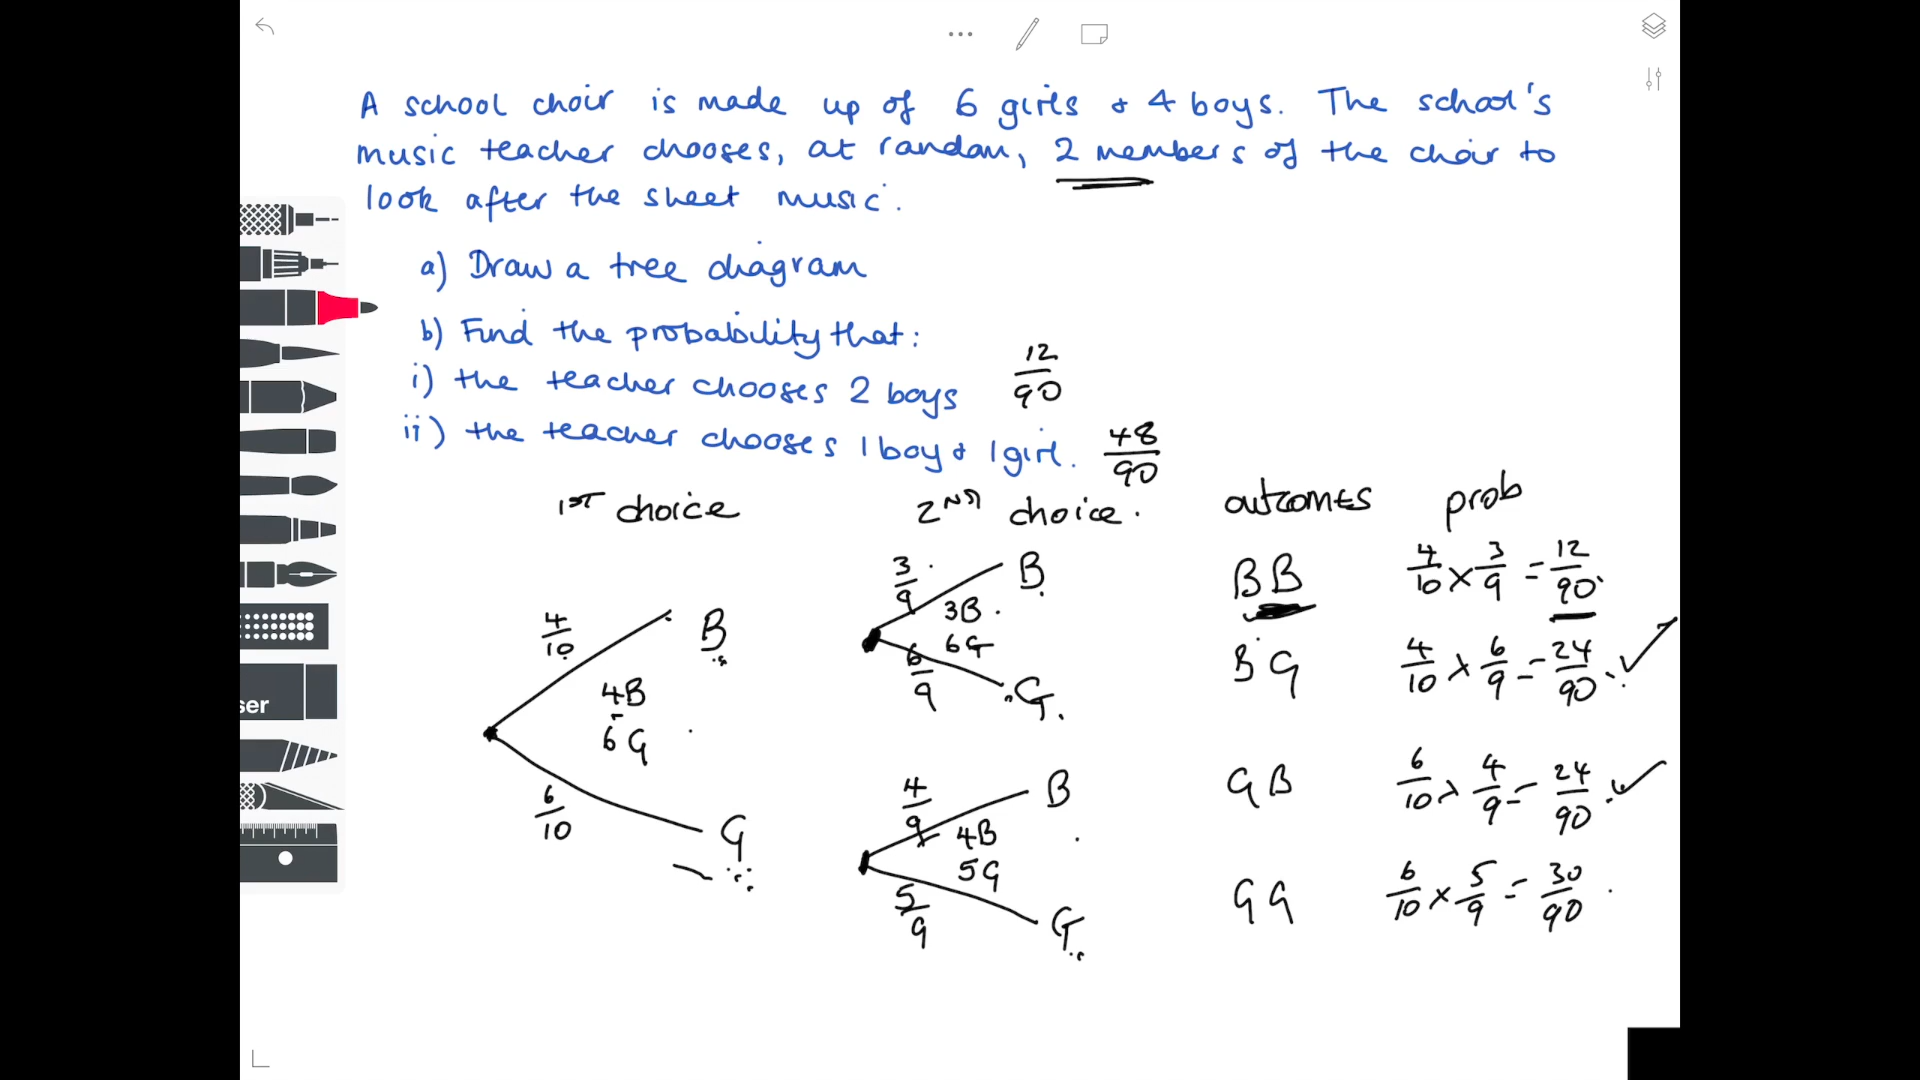 A school choir is made up of 6 girls & 4 boys. The school's
music teacher chooses, at random, 2 members of the choir to
look after the sheet music.
a) Draw a tree diagram
b) Find the probability that:
i) the teacher chooses 2 boys 12/90
ii) the teacher chooses 1 boy & 1 girl. 48/90
1ST choice 2ND choice. outcomes prob
3/9 B
3B
6G
6/9 G
4/10 B
4B
6G
6/10 G
4/9 B
4B
5G
5/9 G
BB 4/10 x 3/9 = 12/90
BG 4/10 x 6/9 = 24/90 ✓
GB 6/10 x 4/9 = 24/90 ✓
GG 6/10 x 5/9 = 30/90
ser